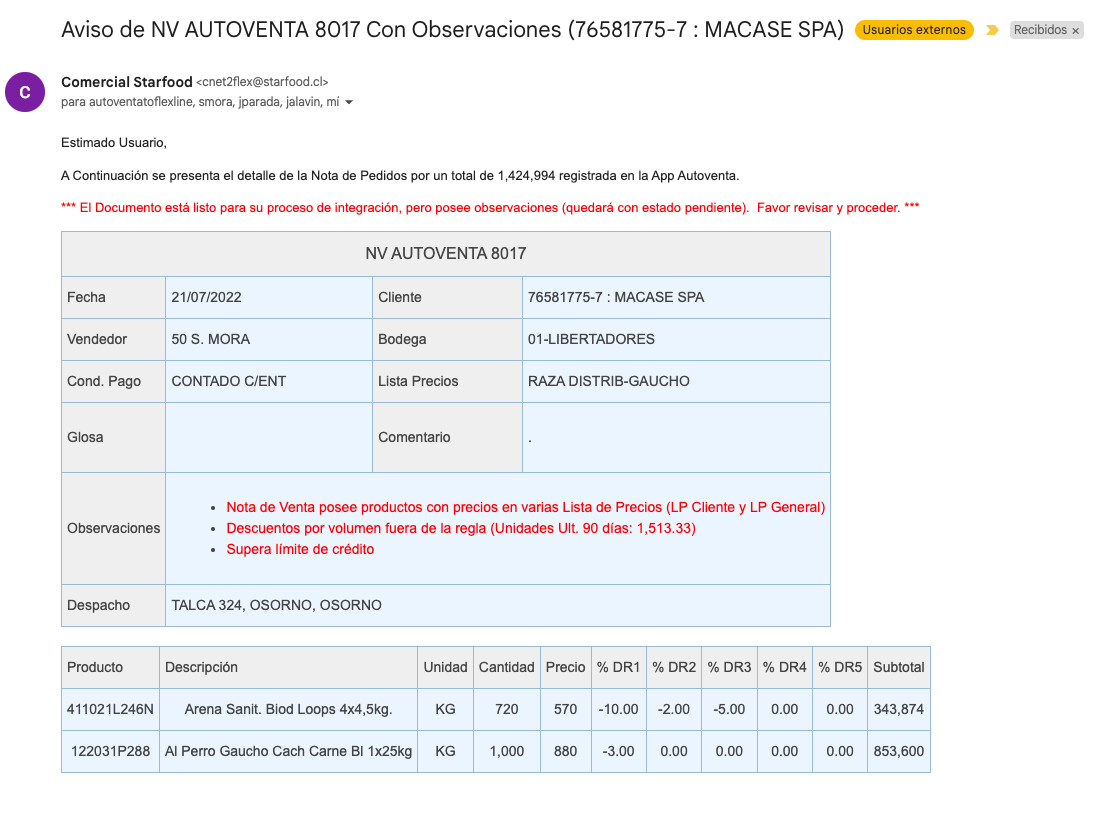 Aviso de NV AUTOVENTA 8017 Con Observaciones (76581775-7 : MACASE SPA) Usuarios externos Recibidos ×
C
Comercial Starfood <cnet2flex@starfood.cl>
para autoventatoflexline, smora, jparada, jalavin, mí
Estimado Usuario,
A Continuación se presenta el detalle de la Nota de Pedidos por un total de 1,424,994 registrada en la App Autoventa.
*** El Documento está listo para su proceso de integración, pero posee observaciones (quedará con estado pendiente).  Favor revisar y proceder. ***
NV AUTOVENTA 8017
Fecha 21/07/2022 Cliente 76581775-7 : MACASE SPA
Vendedor 50 S. MORA Bodega 01-LIBERTADORES
Cond. Pago CONTADO C/ENT Lista Precios RAZA DISTRIB-GAUCHO
Glosa Comentario .
Observaciones
• Nota de Venta posee productos con precios en varias Lista de Precios (LP Cliente y LP General)
• Descuentos por volumen fuera de la regla (Unidades Ult. 90 días: 1,513.33)
• Supera límite de crédito
Despacho TALCA 324, OSORNO, OSORNO
Producto Descripción Unidad Cantidad Precio % DR1 % DR2 % DR3 % DR4 % DR5 Subtotal
411021L246N Arena Sanit. Biod Loops 4x4,5kg. KG 720 570 -10.00 -2.00 -5.00 0.00 0.00 343,874
122031P288 Al Perro Gaucho Cach Carne Bl 1x25kg KG 1,000 880 -3.00 0.00 0.00 0.00 0.00 853,600